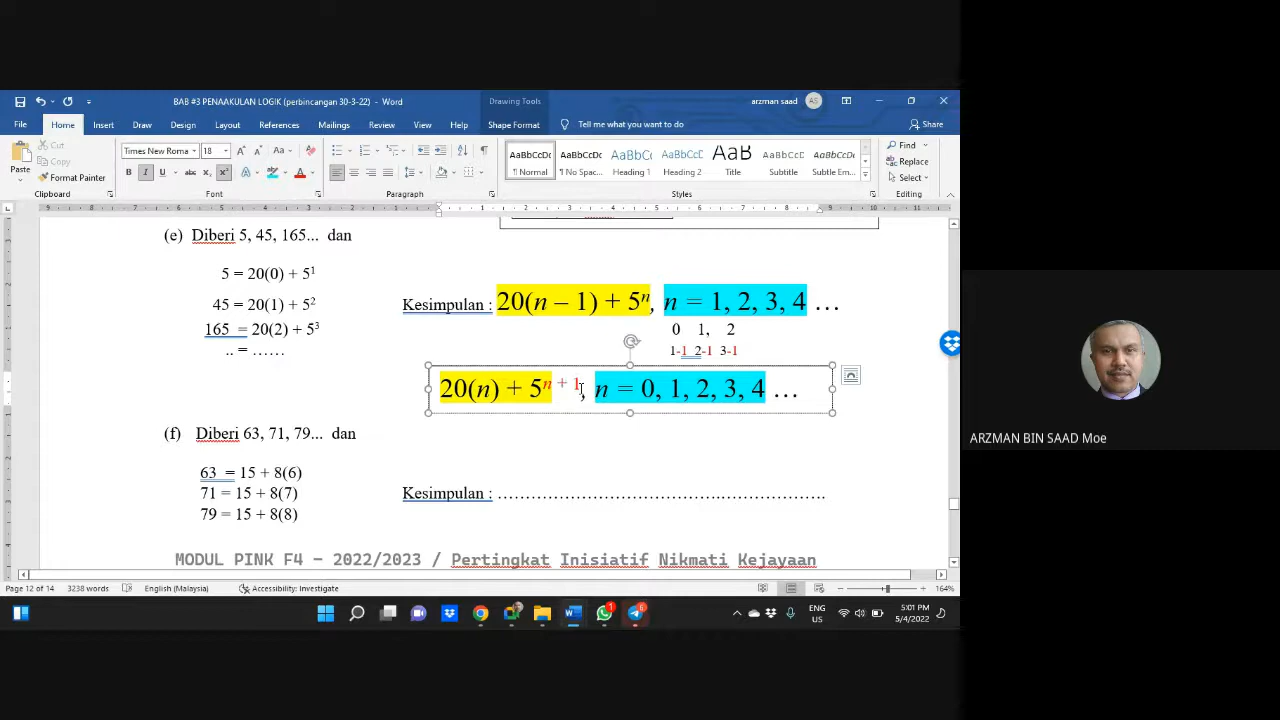 BAB #3 PENAAKULAN LOGIK (perbincangan 30-3-22) - Word
Drawing Tools
arzman saad
AS
File Home Insert Draw Design Layout References Mailings Review View Help Shape Format Tell me what you want to do Share
Paste
Cut
Copy
Format Painter
Clipboard
Times New Roma 18
Font
Paragraph
AaBbCcDc AaBbCcDc AaBbCc AaBbCcC AaB AaBbCcD AaBbCcDc
¶ Normal ¶ No Spac... Heading 1 Heading 2 Title Subtitle Subtle Em...
Styles
Find
Replace
Select
Editing
(e) Diberi 5, 45, 165... dan
5 = 20(0) + 5¹
45 = 20(1) + 5²
165 = 20(2) + 5³
.. = ……
Kesimpulan : 20(n – 1) + 5ⁿ, n = 1, 2, 3, 4 …
0 1, 2
1-1 2-1 3-1
20(n) + 5ⁿ ⁺ ¹, n = 0, 1, 2, 3, 4 …
(f) Diberi 63, 71, 79... dan
63 = 15 + 8(6)
71 = 15 + 8(7)
79 = 15 + 8(8)
Kesimpulan : …………………………………..……………….
MODUL PINK F4 – 2022/2023 / Pertingkat Inisiatif Nikmati Kejayaan
Page 12 of 14 3238 words English (Malaysia) Accessibility: Investigate 164%
ENG
US
5:01 PM
5/4/2022
ARZMAN BIN SAAD Moe